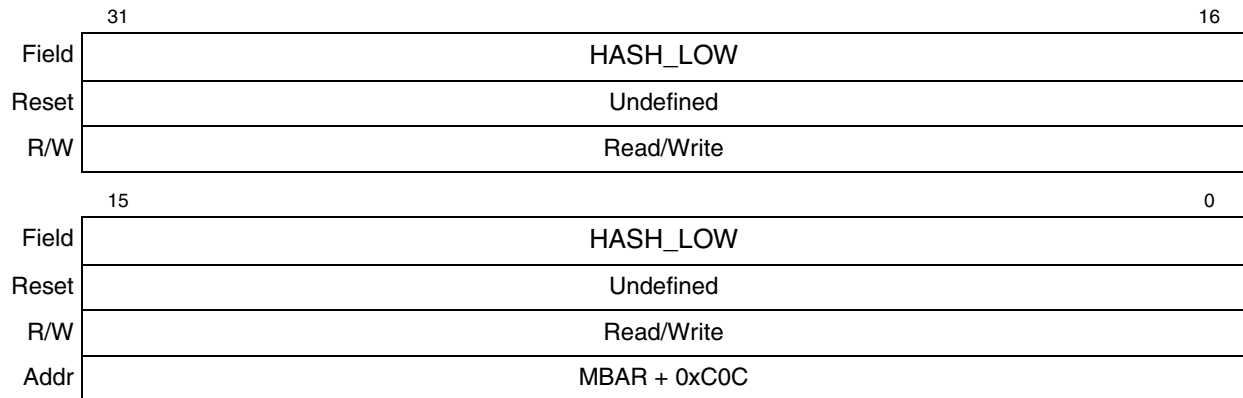 31 16
Field HASH_LOW
Reset Undefined
R/W Read/Write
15 0
Field HASH_LOW
Reset Undefined
R/W Read/Write
Addr MBAR + 0xC0C